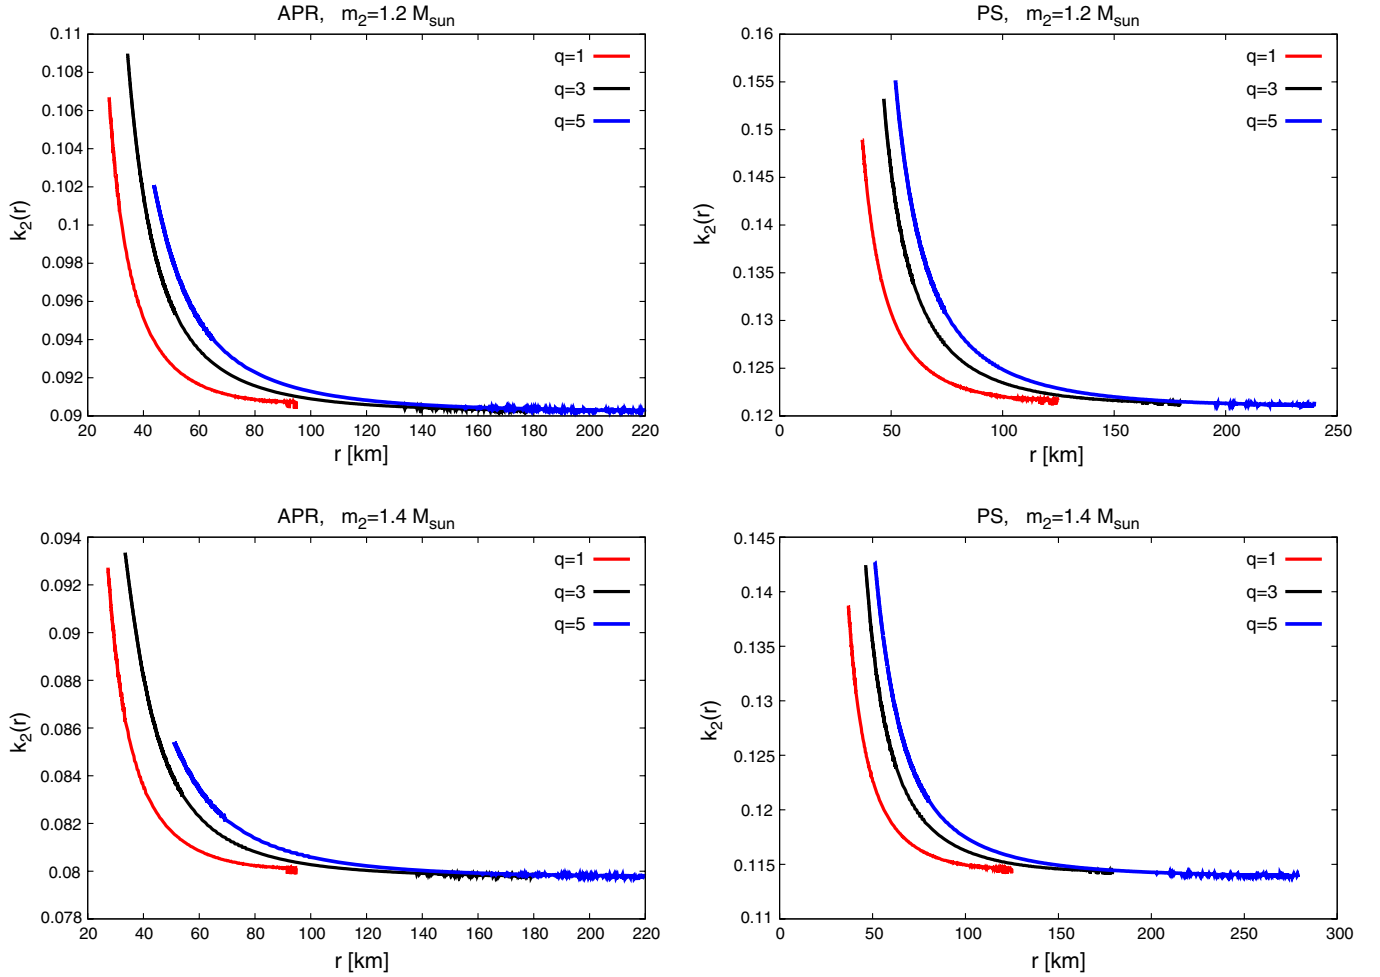 APR, m2=1.2 Msun
0.11
0.108
0.106
0.104
0.102
0.1
0.098
0.096
0.094
0.092
0.09
k2(r)
q=1
q=3
q=5
20 40 60 80 100 120 140 160 180 200 220
r [km]
PS, m2=1.2 Msun
0.16
0.155
0.15
0.145
0.14
0.135
0.13
0.125
0.12
k2(r)
q=1
q=3
q=5
0 50 100 150 200 250
r [km]
APR, m2=1.4 Msun
0.094
0.092
0.09
0.088
0.086
0.084
0.082
0.08
0.078
k2(r)
q=1
q=3
q=5
20 40 60 80 100 120 140 160 180 200 220
r [km]
PS, m2=1.4 Msun
0.145
0.14
0.135
0.13
0.125
0.12
0.115
0.11
k2(r)
q=1
q=3
q=5
0 50 100 150 200 250 300
r [km]